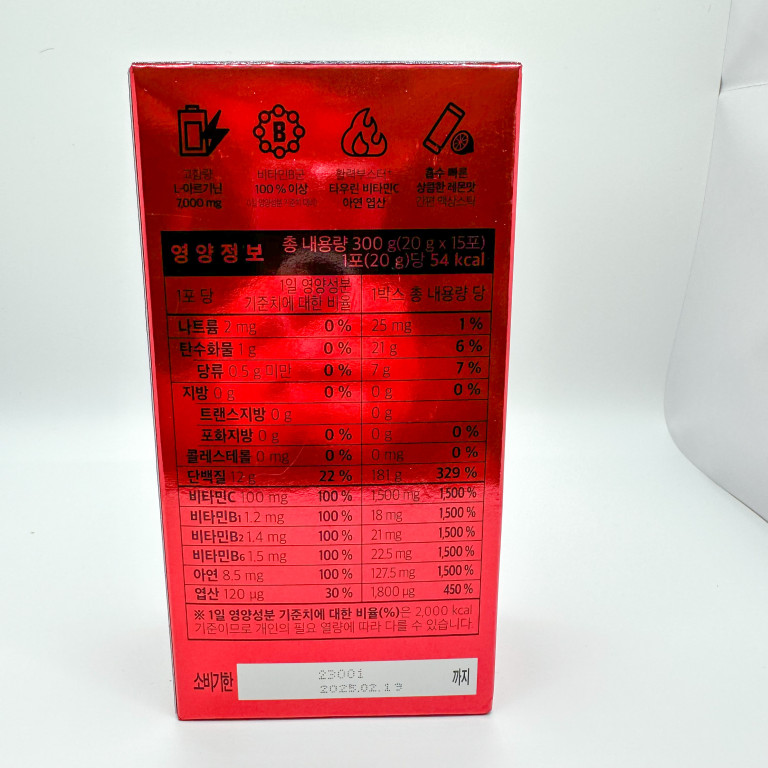 B
고함량
L-아르기닌
7,000 mg
비타민B군
100 % 이상
활력부스터
타우린 비타민C
아연 엽산
흡수 빠른
상큼한 레몬맛
간편 액상스틱
영양정보
총 내용량 300 g(20 g x 15포)
1포(20 g)당 54 kcal
1포 당 1일 영양성분 기준치에 대한 비율 1박스 총 내용량 당
나트륨 2 mg 0 % 25 mg 1 %
탄수화물 1 g 0 % 21 g 6 %
당류 0.5 g 미만 0 % 7 g 7 %
지방 0 g 0 % 0 g 0 %
트랜스지방 0 g 0 g
포화지방 0 g 0 % 0 g 0 %
콜레스테롤 0 mg 0 % 0 mg 0 %
단백질 12 g 22 % 181 g 329 %
비타민C 100 mg 100 % 1,500 mg 1,500 %
비타민B1 1.2 mg 100 % 18 mg 1,500 %
비타민B2 1.4 mg 100 % 21 mg 1,500 %
비타민B6 1.5 mg 100 % 22.5 mg 1,500 %
아연 8.5 mg 100 % 127.5 mg 1,500 %
엽산 120 µg 30 % 1,800 µg 450 %
※ 1일 영양성분 기준치에 대한 비율(%)은 2,000 kcal
기준이므로 개인의 필요 열량에 따라 다를 수 있습니다.
소비기한
23001
2025.02.19
까지